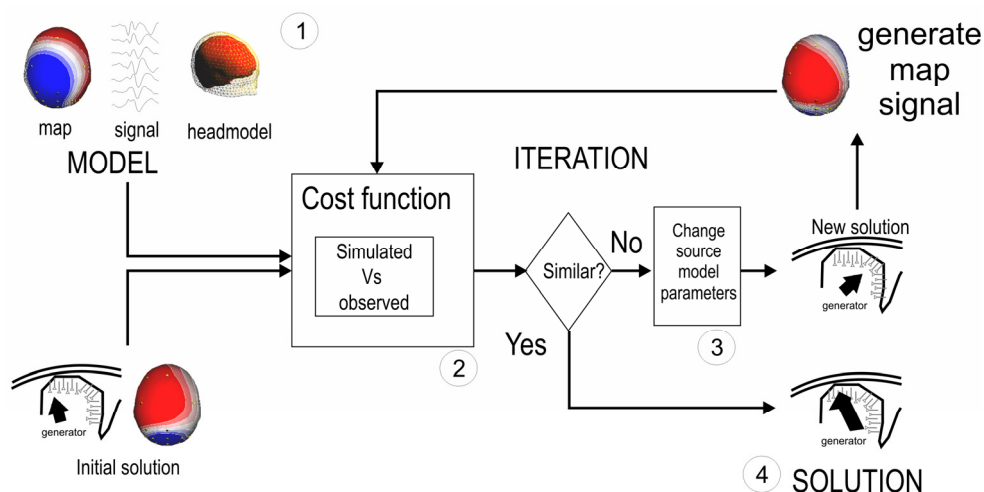 1
map
signal
headmodel
MODEL
generator
Initial solution
Cost function
Simulated
Vs
observed
2
ITERATION
Similar?
No
Yes
Change
source
model
parameters
3
New solution
generator
generate
map
signal
generator
4
SOLUTION